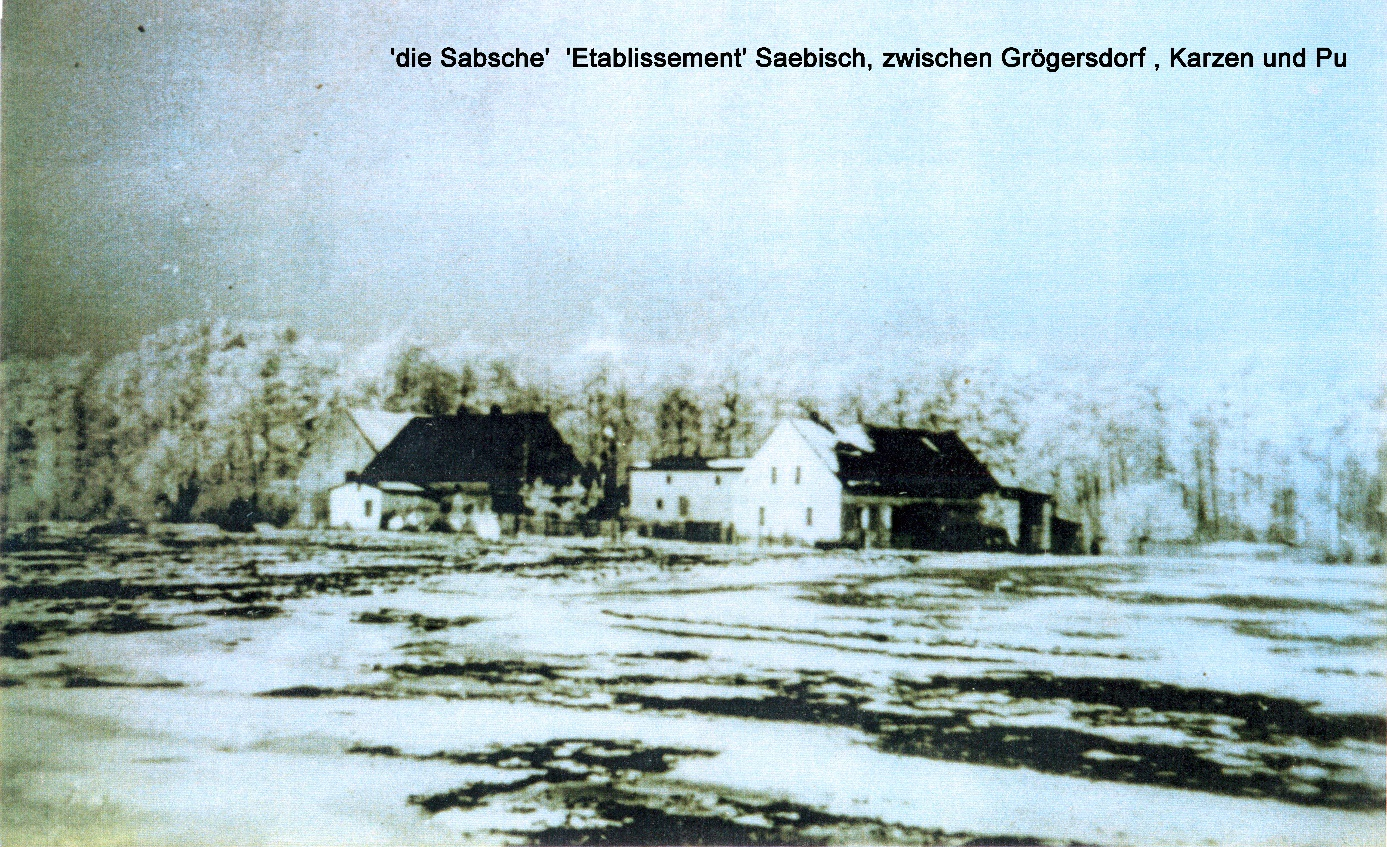 'die Sabsche'  'Etablissement' Saebisch, zwischen Grögersdorf , Karzen und Pu